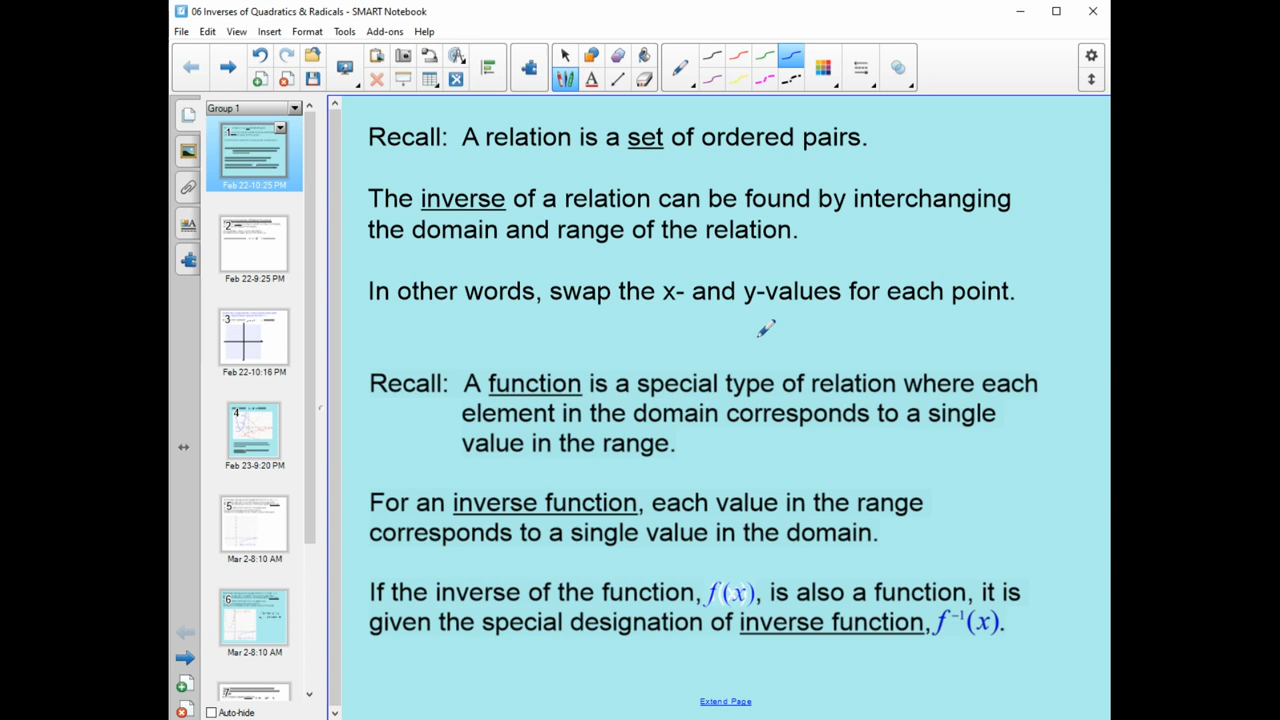 06 Inverses of Quadratics & Radicals - SMART Notebook
File Edit View Insert Format Tools Add-ons Help
Group 1
1
Feb 22-10:25 PM
2
Feb 22-9:25 PM
3
Feb 22-10:16 PM
4
Feb 23-9:20 PM
5
Mar 2-8:10 AM
6
Mar 2-8:10 AM
7
Auto-hide
Recall: A relation is a set of ordered pairs.
The inverse of a relation can be found by interchanging
the domain and range of the relation.
In other words, swap the x- and y-values for each point.
Recall: A function is a special type of relation where each
element in the domain corresponds to a single
value in the range.
For an inverse function, each value in the range
corresponds to a single value in the domain.
If the inverse of the function, f(x), is also a function, it is
given the special designation of inverse function, f⁻¹(x).
Extend Page